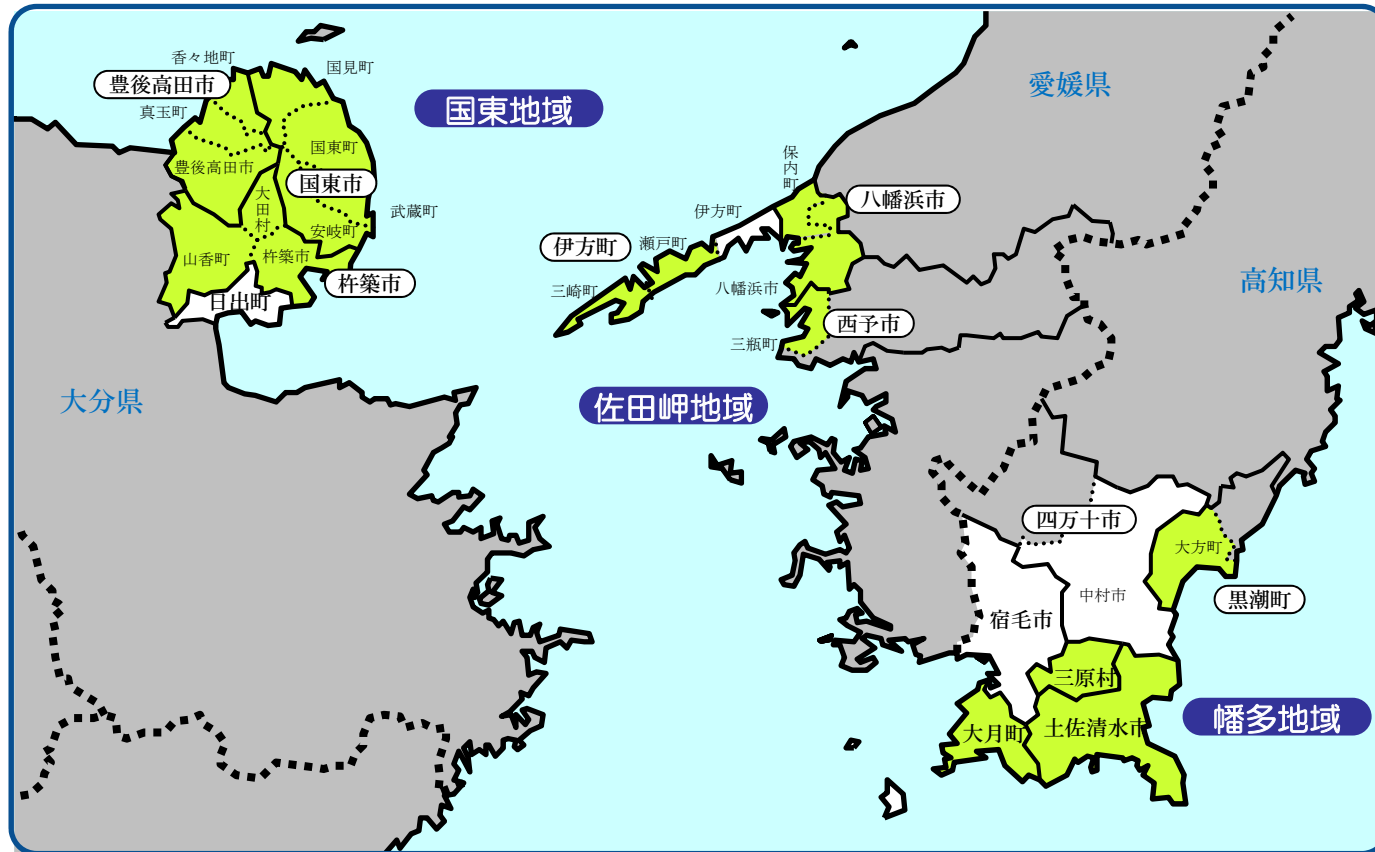 香々地町
国見町
豊後高田市
真玉町
国東地域
国東町
豊後高田市
国東市
大田村
武蔵町
安岐町
山香町
杵築市
杵築市
日出町
大分県
愛媛県
保内町
八幡浜市
伊方町
伊方町
瀬戸町
三崎町
八幡浜市
西予市
三瓶町
佐田岬地域
高知県
四万十市
大方町
中村市
黒潮町
宿毛市
三原村
大月町
土佐清水市
幡多地域